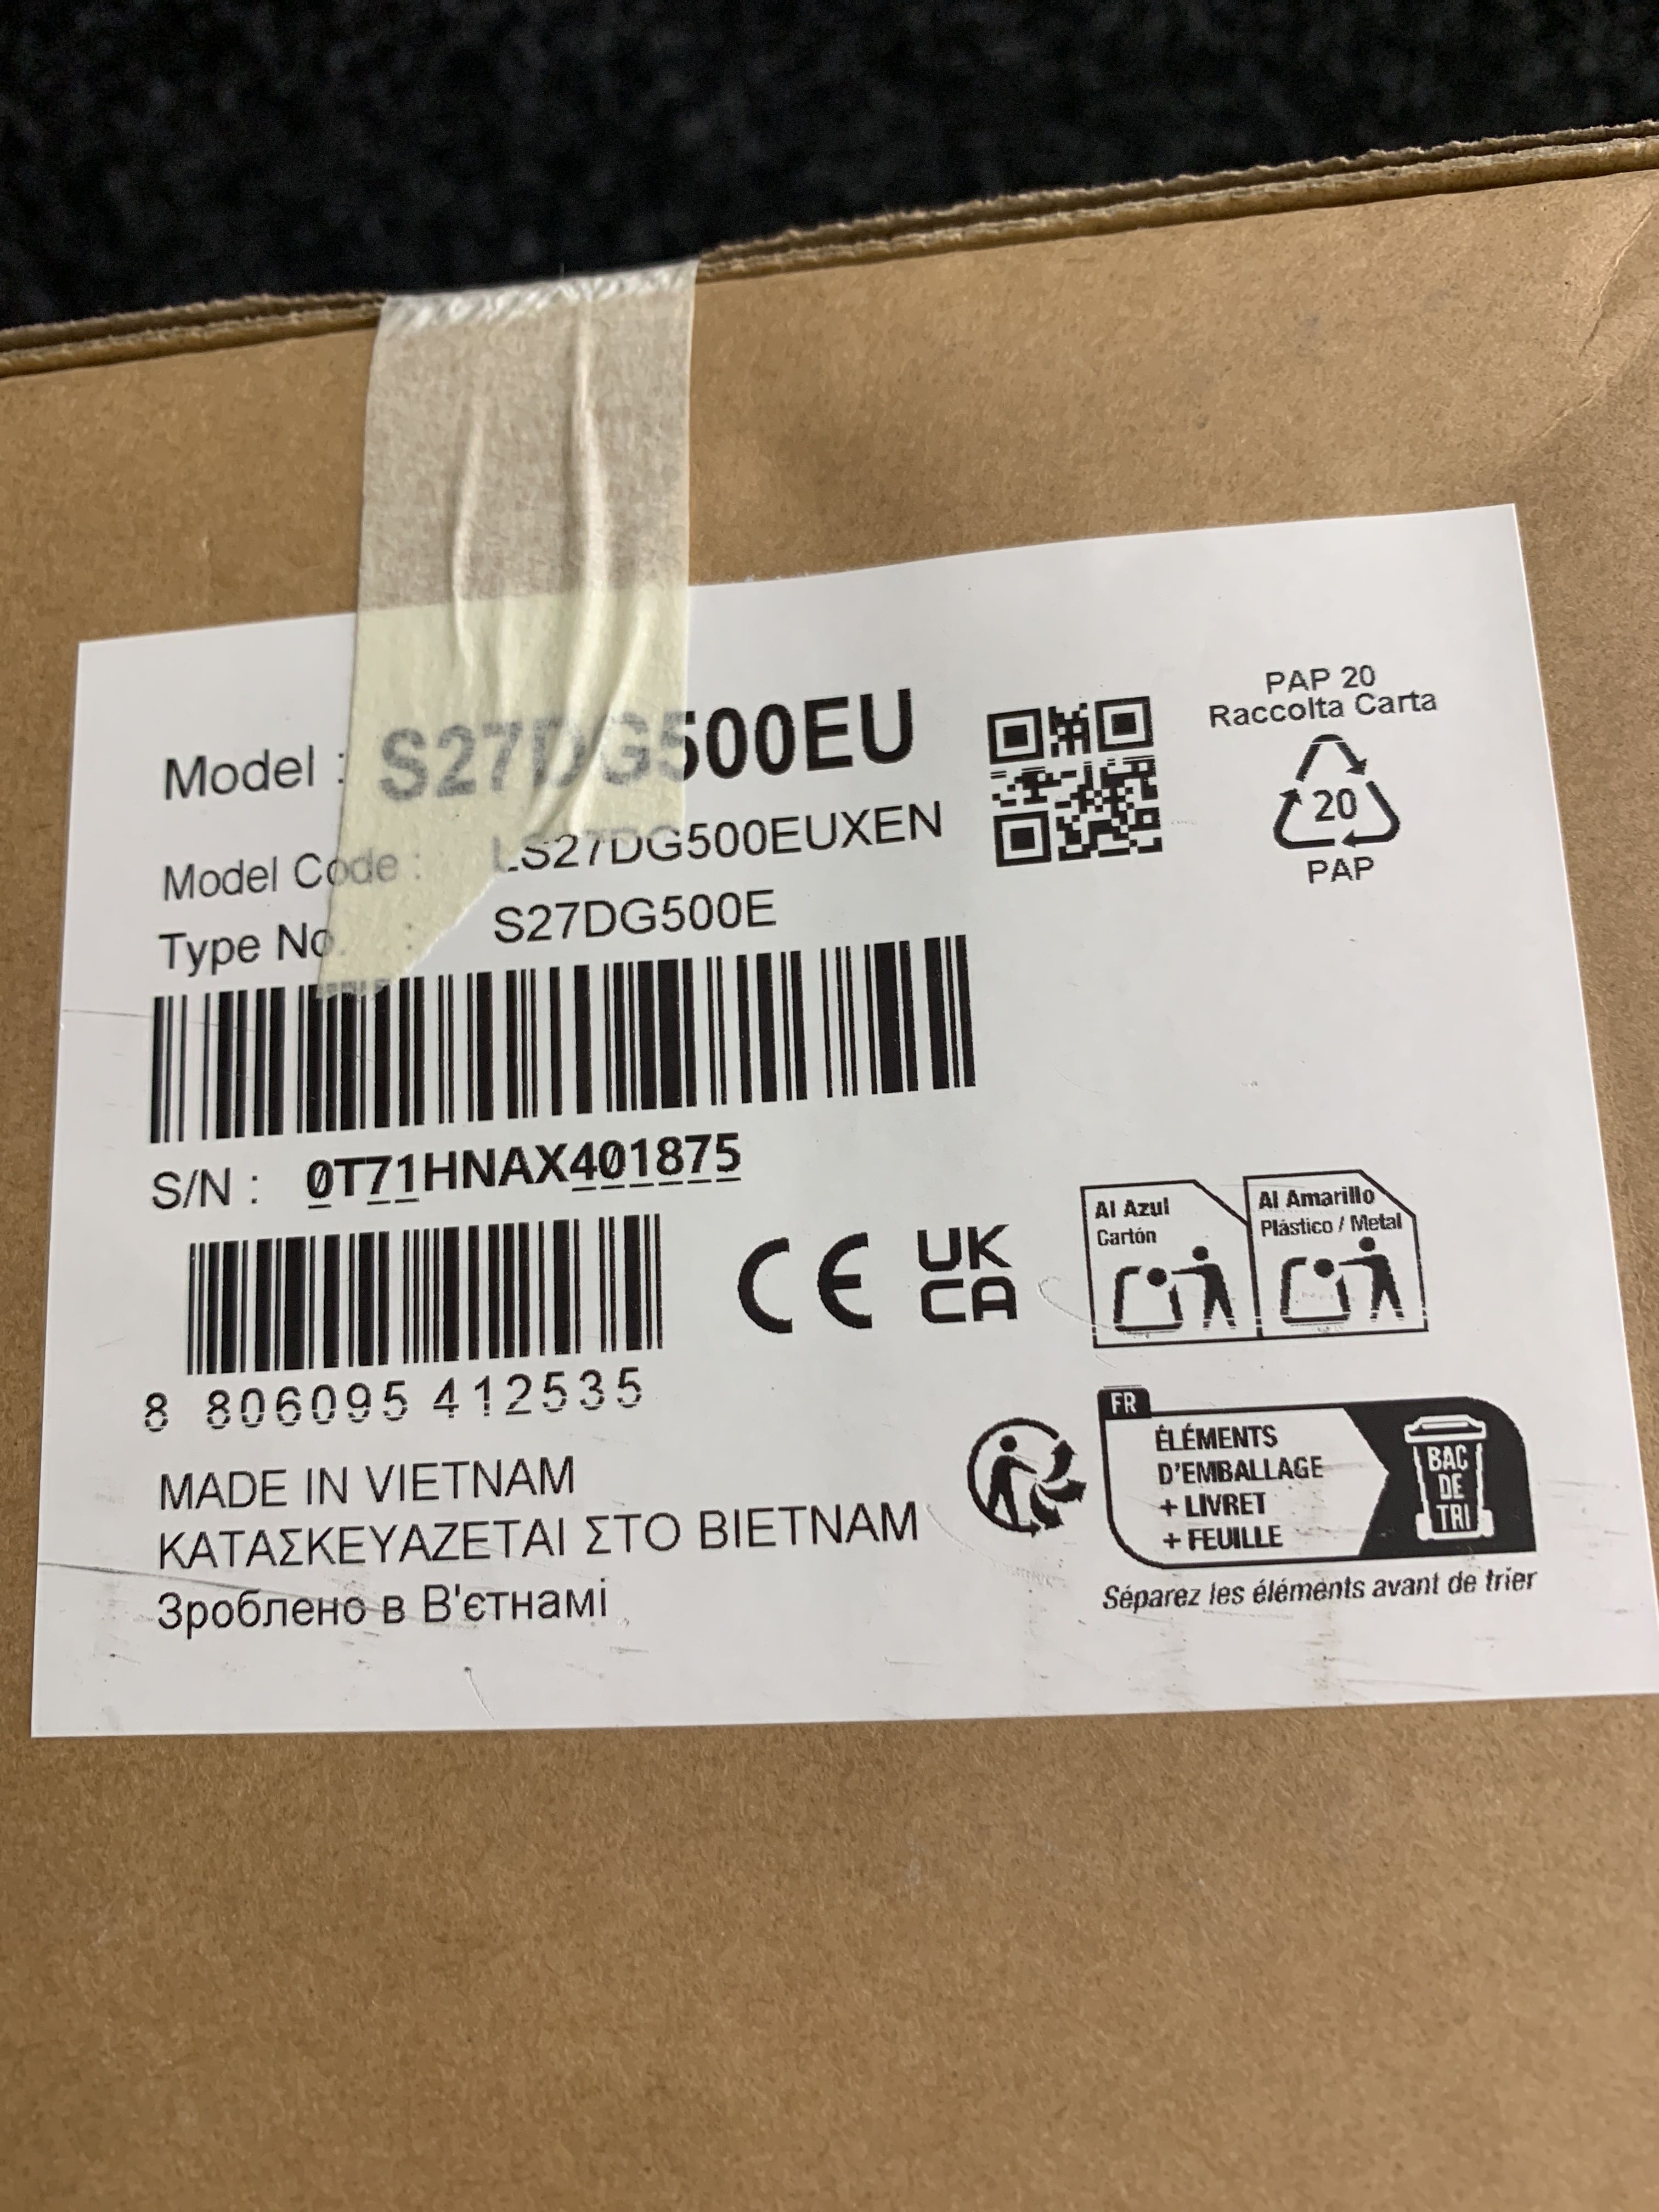 Model : S27DG500EU
Model Code : LS27DG500EUXEN
Type No. : S27DG500E
S/N : 0T71HNAX401875
8 806095 412535
MADE IN VIETNAM
ΚΑΤΑΣΚΕΥΑΖΕΤΑΙ ΣΤΟ ΒΙΕΤΝΑΜ
Зроблено в В'єтнамі
PAP 20
Raccolta Carta
20
PAP
CE
UK
CA
Al Azul
Cartón
Al Amarillo
Plástico / Metal
FR
ÉLÉMENTS
D'EMBALLAGE
+ LIVRET
+ FEUILLE
BAC
DE
TRI
Séparez les éléments avant de trier